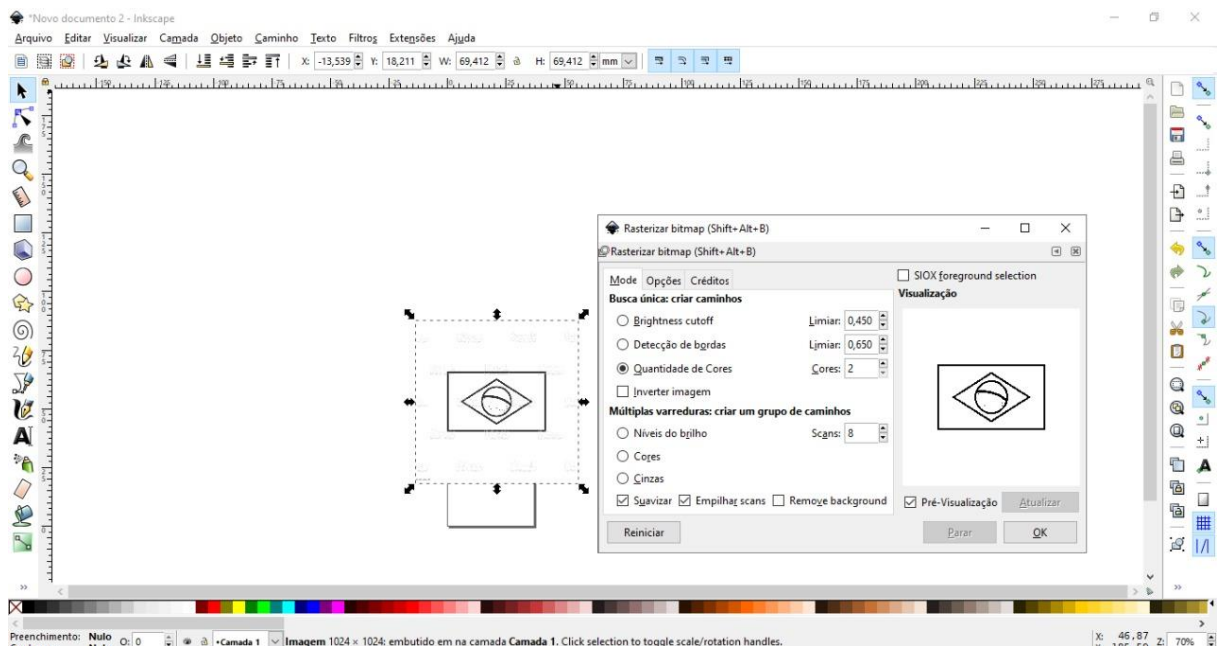 *Novo documento 2 - Inkscape
Arquivo Editar Visualizar Camada Objeto Caminho Texto Filtros Extensões Ajuda
X: -13,539 Y: 18,211 W: 69,412 H: 69,412 mm
Rasterizar bitmap (Shift+Alt+B)
Rasterizar bitmap (Shift+Alt+B)
Mode Opções Créditos
SIOX foreground selection
Busca única: criar caminhos
Visualização
Brightness cutoff Limiar: 0,450
Detecção de bordas Limiar: 0,650
Quantidade de Cores Cores: 2
Inverter imagem
Múltiplas varreduras: criar um grupo de caminhos
Níveis do brilho Scans: 8
Cores
Cinzas
Suavizar Empilhar scans Remove background
Pré-Visualização Atualizar
Reiniciar Parar OK
Preenchimento: Nulo O: 0 •Camada 1 Imagem 1024 × 1024: embutido em na camada Camada 1. Click selection to toggle scale/rotation handles. X: 46,87 Z: 70%